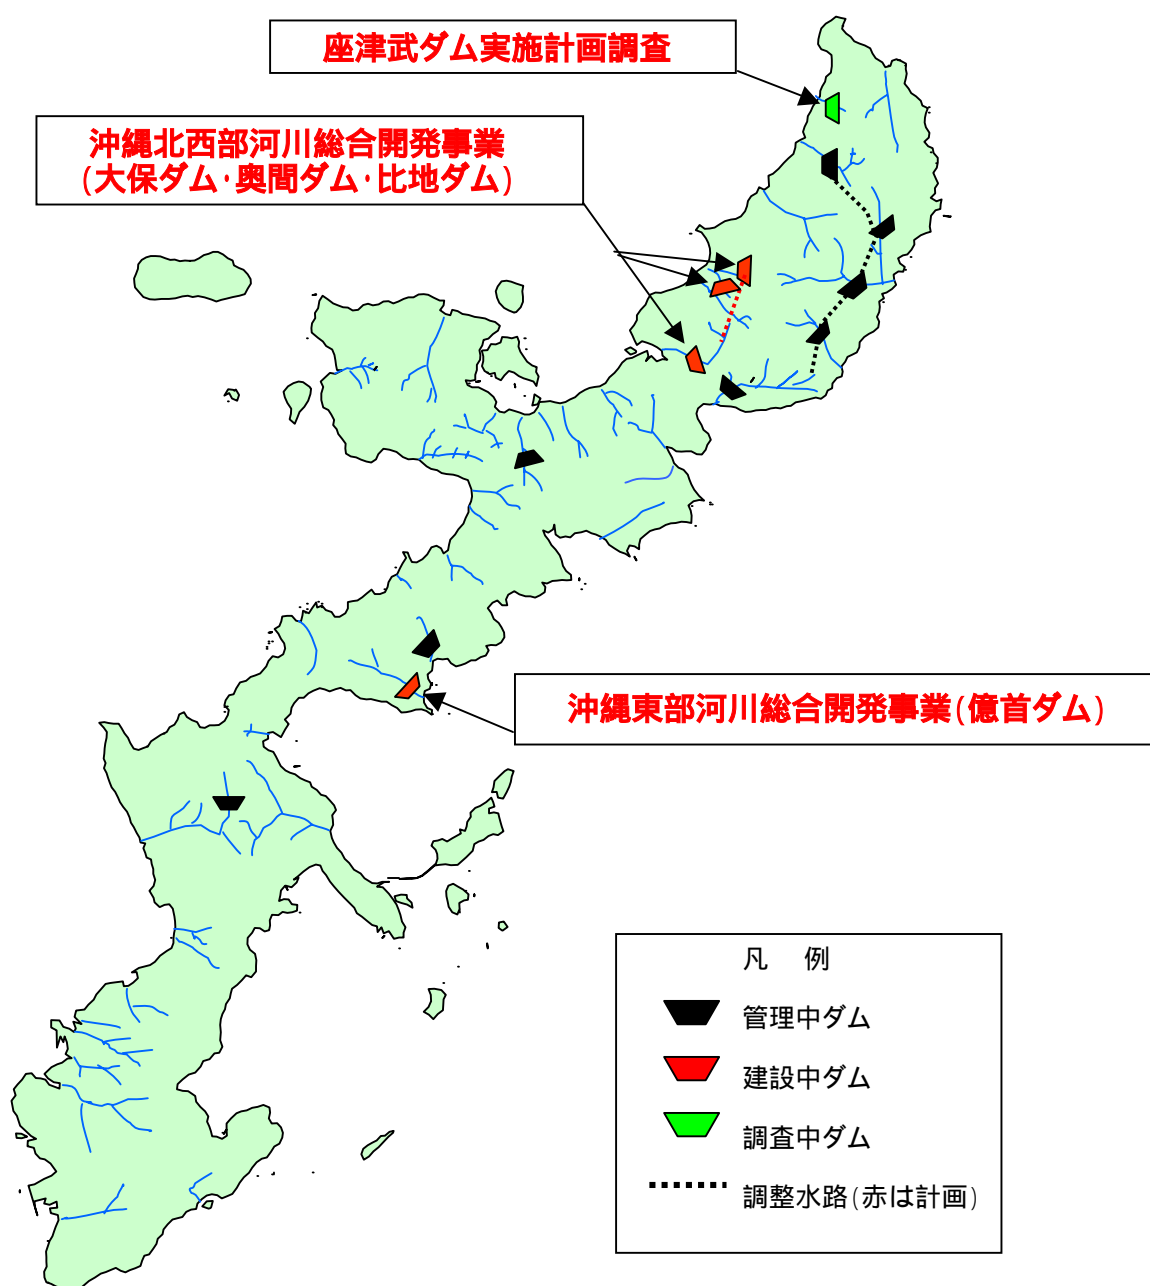 座津武ダム実施計画調査
沖縄北西部河川総合開発事業
(大保ダム･奥間ダム･比地ダム)
沖縄東部河川総合開発事業(億首ダム)
凡　例
管理中ダム
建設中ダム
調査中ダム
調整水路(赤は計画)